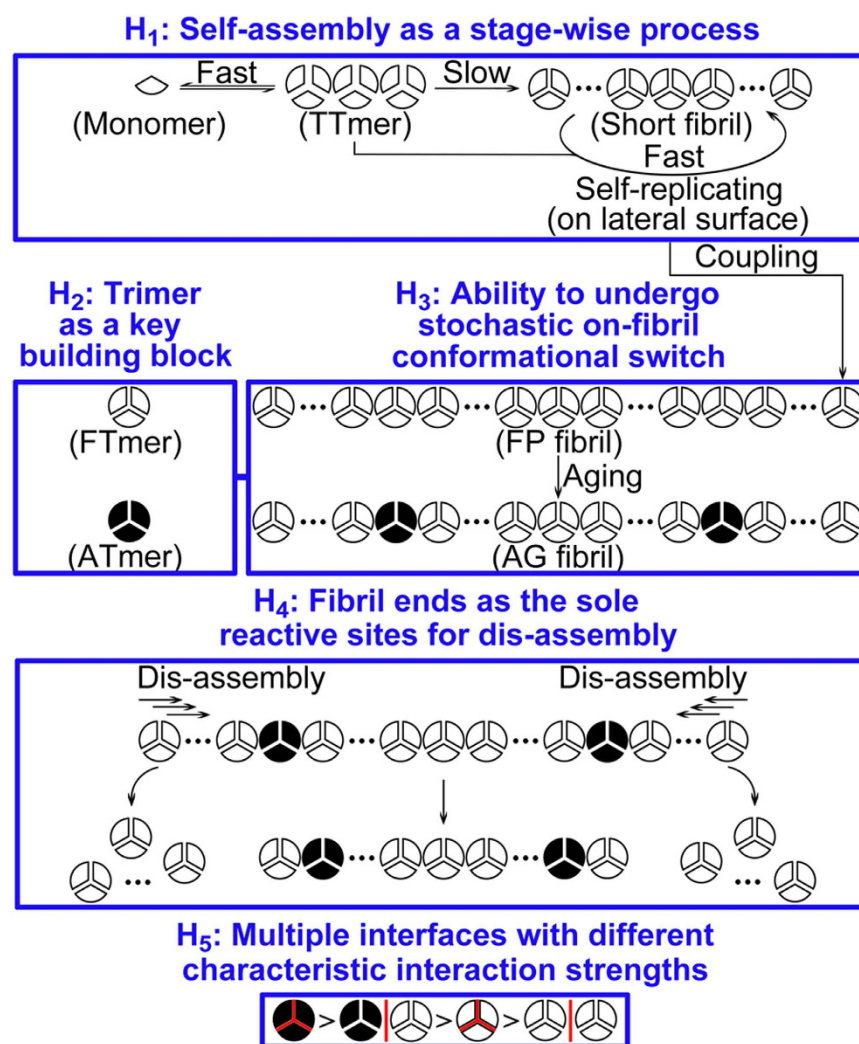 H₁: Self-assembly as a stage-wise process
Fast
Slow
(Monomer)
(TTmer)
(Short fibril)
Fast
Self-replicating
(on lateral surface)
Coupling
H₂: Trimer
as a key
building block
H₃: Ability to undergo
stochastic on-fibril
conformational switch
(FTmer)
(ATmer)
(FP fibril)
Aging
(AG fibril)
H₄: Fibril ends as the sole
reactive sites for dis-assembly
Dis-assembly
Dis-assembly
H₅: Multiple interfaces with different
characteristic interaction strengths
> > >